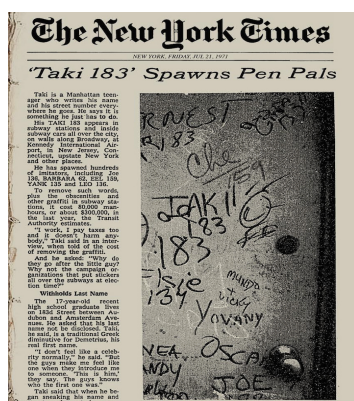 The New York Times
NEW YORK, FRIDAY, JUL 21, 1971
'Taki 183' Spawns Pen Pals
Taki is a Manhattan teen-
ager who writes his name
and his street number every-
where he goes. He says it is
something he just has to do.
His TAKI 183 appears in
subway stations and inside
subway cars all over the city,
on walls along Broadway, at
Kennedy International Air-
port, in New Jersey, Con-
necticut, upstate New York
and other places.
He has spawned hundreds
of imitators, including Joe
136, BARBARA 62, EEL 159,
YANK 135 and LEO 136.
To remove such words,
plus the obscenities and
other graffiti in subway sta-
tions, it cost 80,000 man-
hours, or about $300,000, in
the last year, the Transit
Authority estimates.
"I work, I pay taxes too
and it doesn't harm any-
body," Taki said in an inter-
view, when told of the cost
of removing the graffiti.
And he asked: "Why do
they go after the little guy?
Why not the campaign or-
ganizations that put stickers
all over the subways at elec-
tion time?"
Withholds Last Name
The 17-year-old recent
high school graduate lives
on 183d Street between Au-
dubon and Amsterdam Ave-
nues. He asked that his last
name not be disclosed. Taki,
he said, is a traditional Greek
diminutive for Demetrius, his
real first name.
"I don't feel like a celeb-
rity normally," he said. "But
the guys make me feel like
one when they introduce me
to someone. 'This is him,'
they say. The guys knows
who the first one was."
Taki said that when he be-
gan sneaking his name and
183
Che
TAKI
183
183
OSCAR
JOE